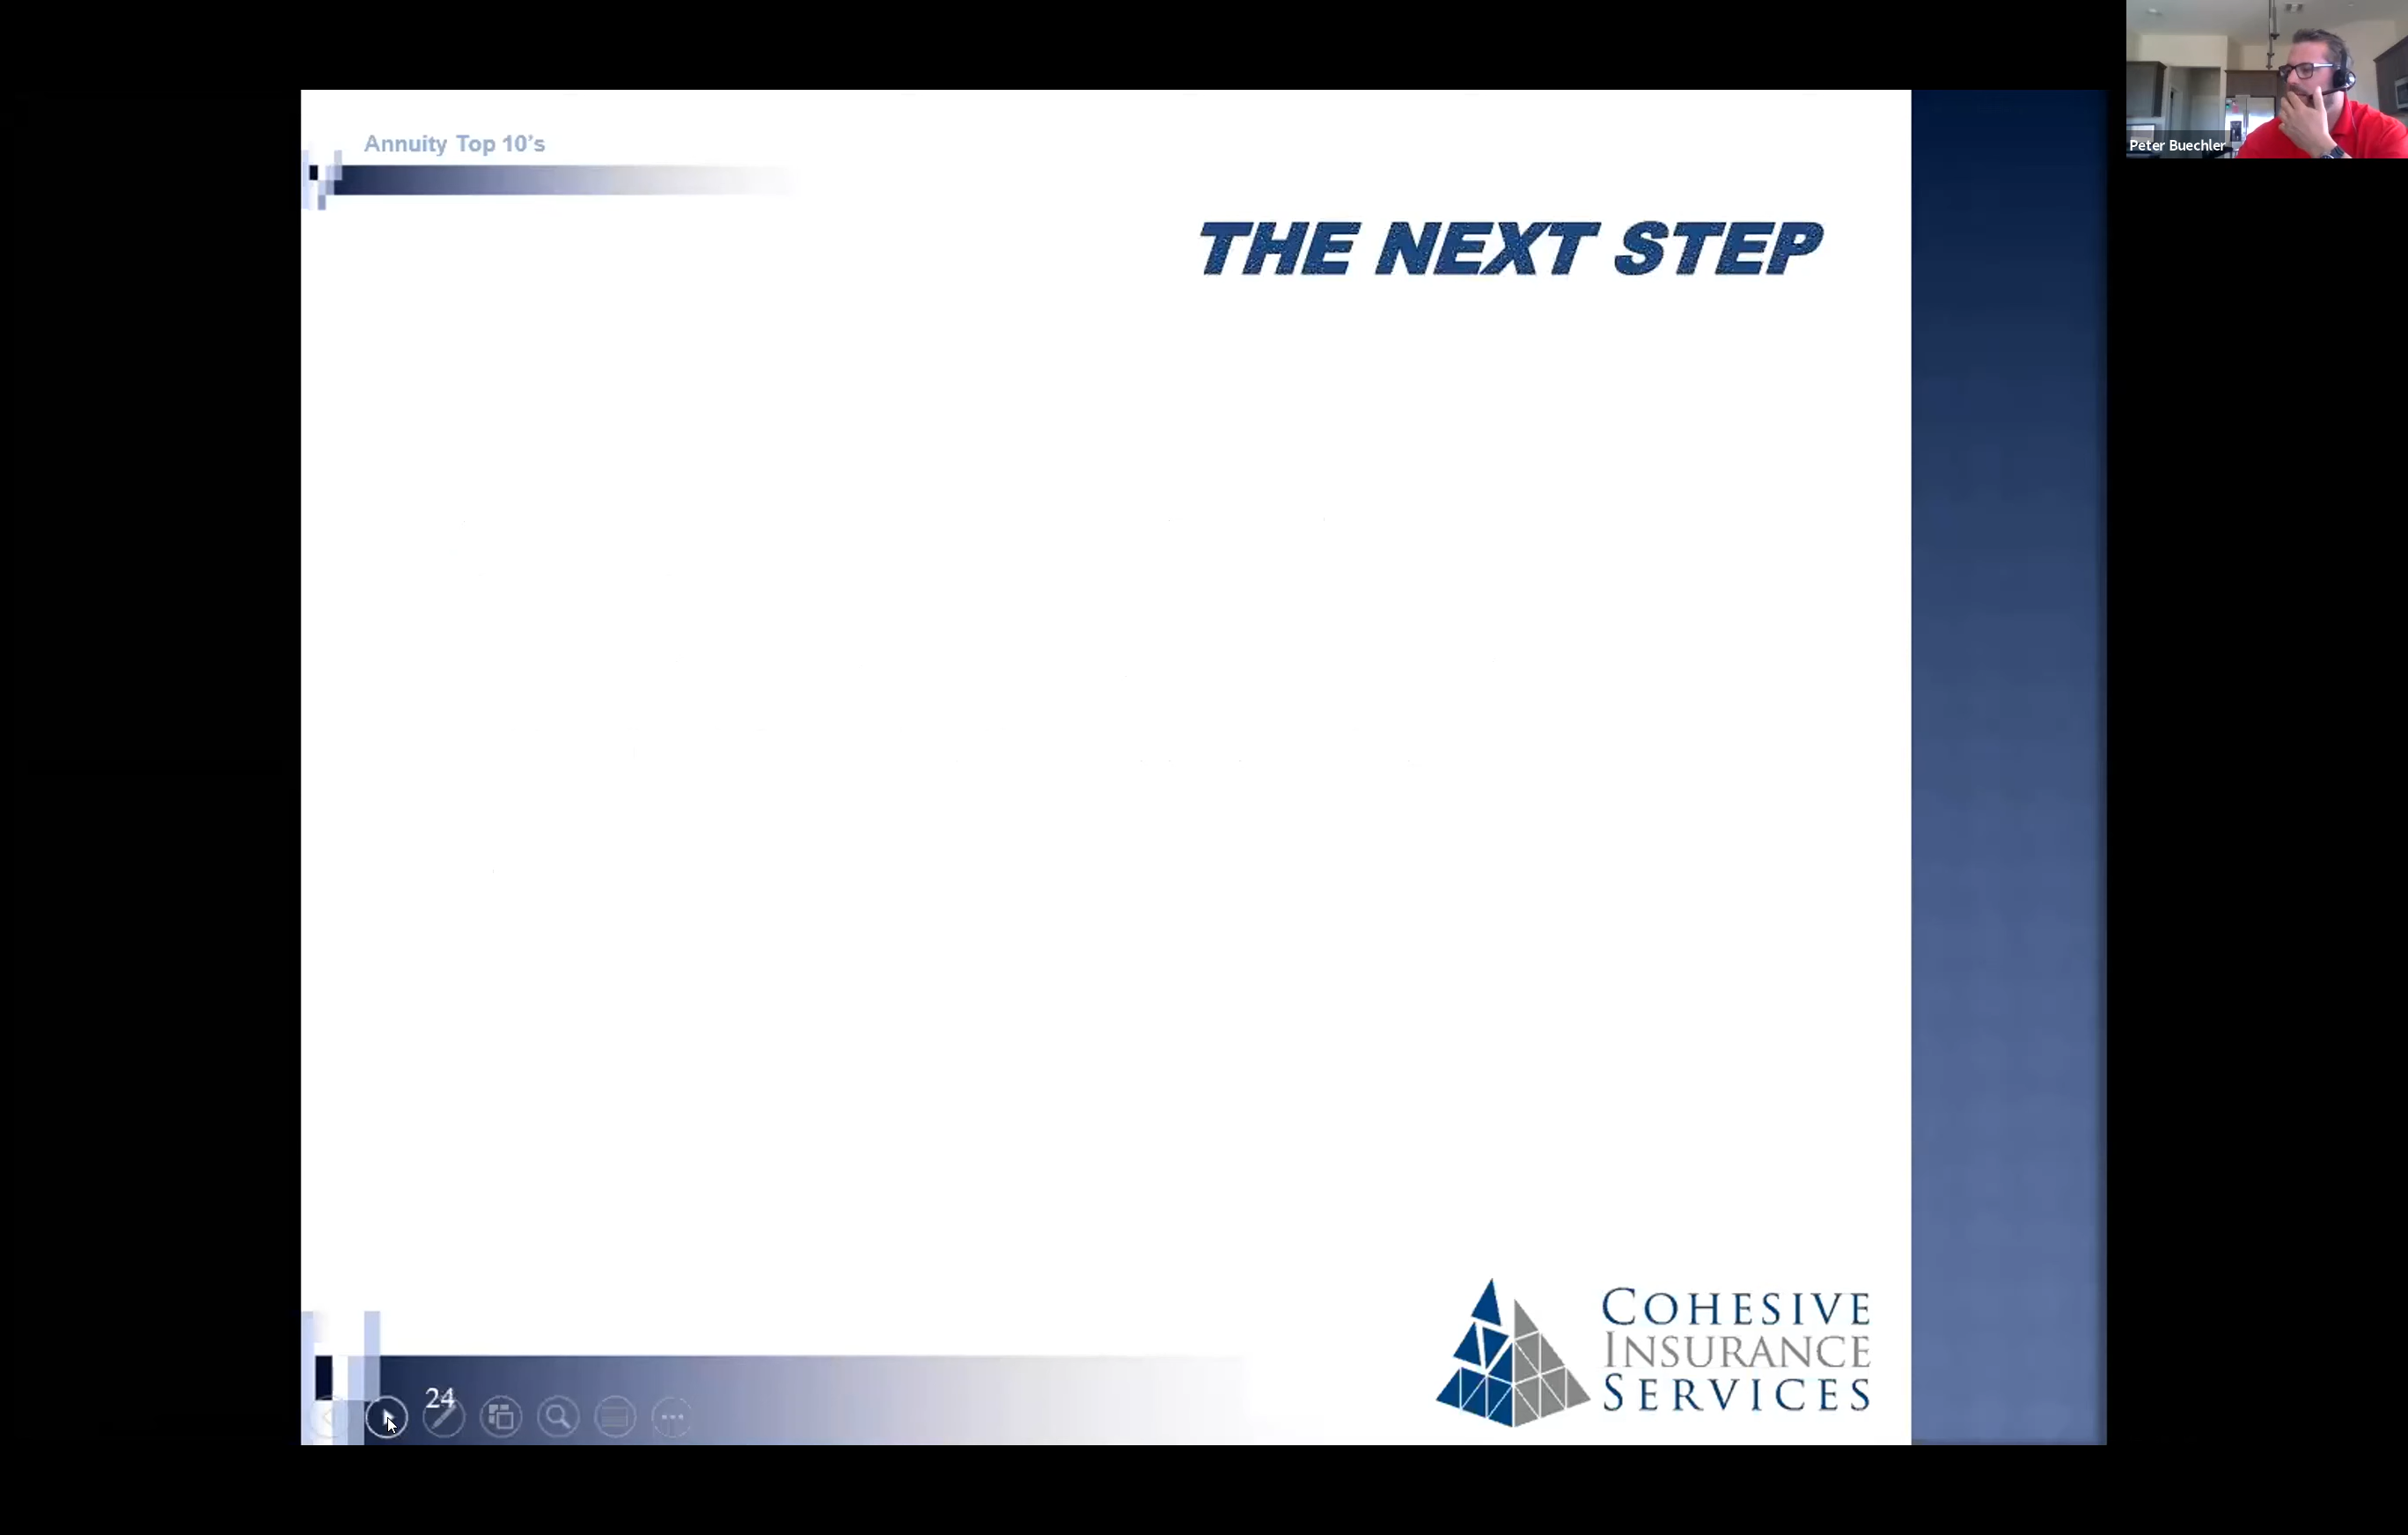 Annuity Top 10's
Peter Buechler
THE NEXT STEP
COHESIVE
INSURANCE
SERVICES
24